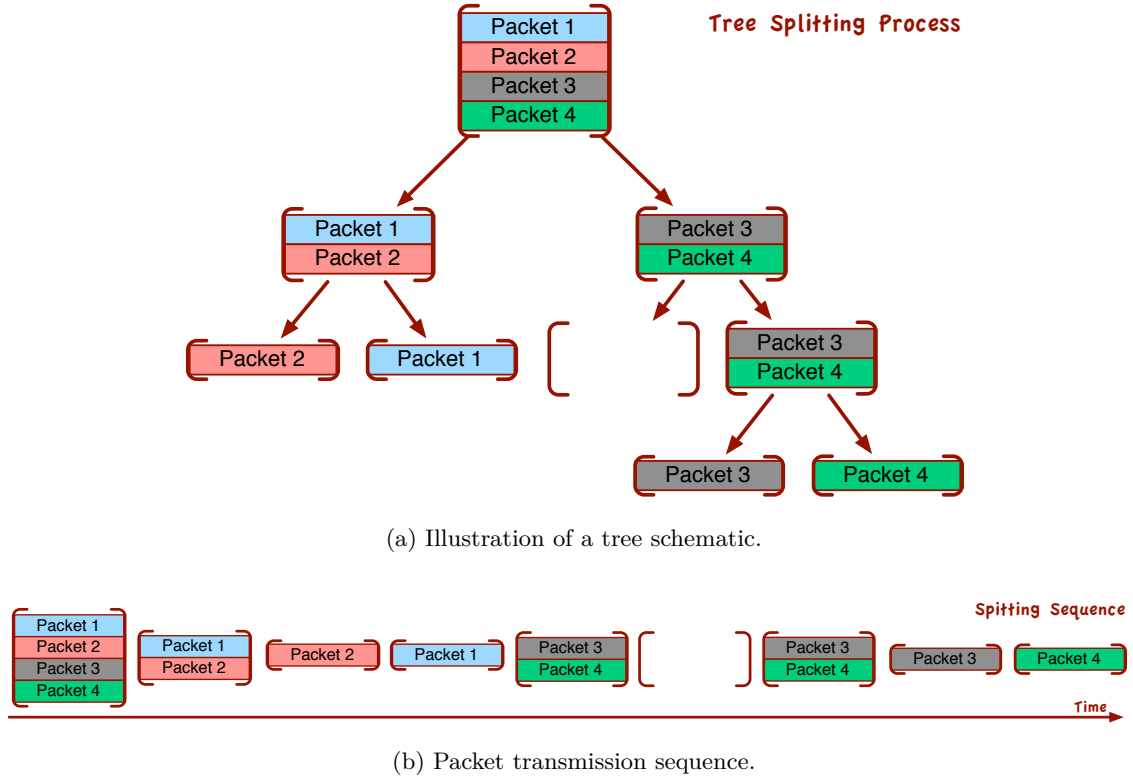 Tree Splitting Process
Packet 1
Packet 2
Packet 3
Packet 4
Packet 1
Packet 2
Packet 3
Packet 4
Packet 2
Packet 1
Packet 3
Packet 4
Packet 3
Packet 4
(a) Illustration of a tree schematic.
Spitting Sequence
Packet 1
Packet 2
Packet 3
Packet 4
Packet 1
Packet 2
Packet 2
Packet 1
Packet 3
Packet 4
Packet 3
Packet 4
Packet 3
Packet 4
Time
(b) Packet transmission sequence.